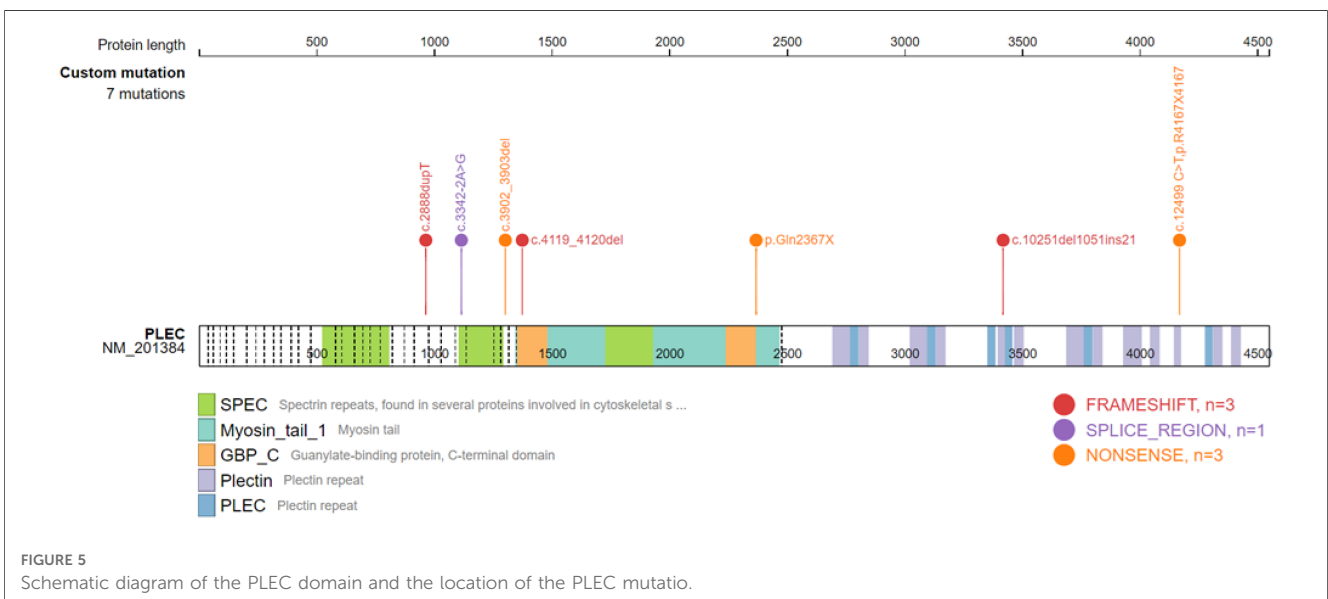 Protein length
500 1000 1500 2000 2500 3000 3500 4000 4500
Custom mutation
7 mutations
c.2888dupT
c.3342-2A>G
c.3902_3903del
c.4119_4120del
p.Gln2367X
c.10251del1051ins21
c.12499 C>T,p.R4167X4167
PLEC
NM_201384
500 1000 1500 2000 2500 3000 3500 4000 4500
SPEC Spectrin repeats, found in several proteins involved in cytoskeletal s ...
Myosin_tail_1 Myosin tail
GBP_C Guanylate-binding protein, C-terminal domain
Plectin Plectin repeat
PLEC Plectin repeat
FRAMESHIFT, n=3
SPLICE_REGION, n=1
NONSENSE, n=3
FIGURE 5
Schematic diagram of the PLEC domain and the location of the PLEC mutatio.